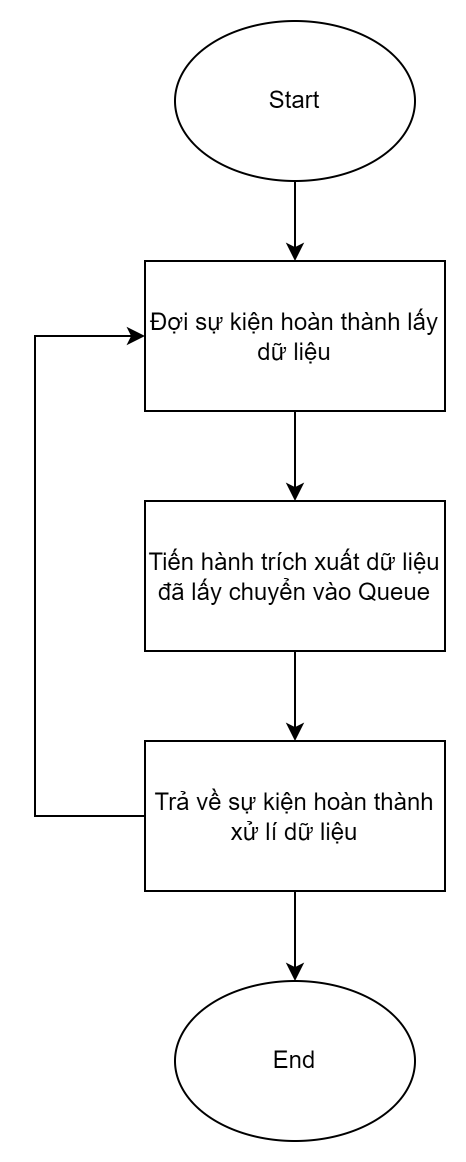 Start
Đợi sự kiện hoàn thành lấy
dữ liệu
Tiến hành trích xuất dữ liệu
đã lấy chuyển vào Queue
Trả về sự kiện hoàn thành
xử lí dữ liệu
End